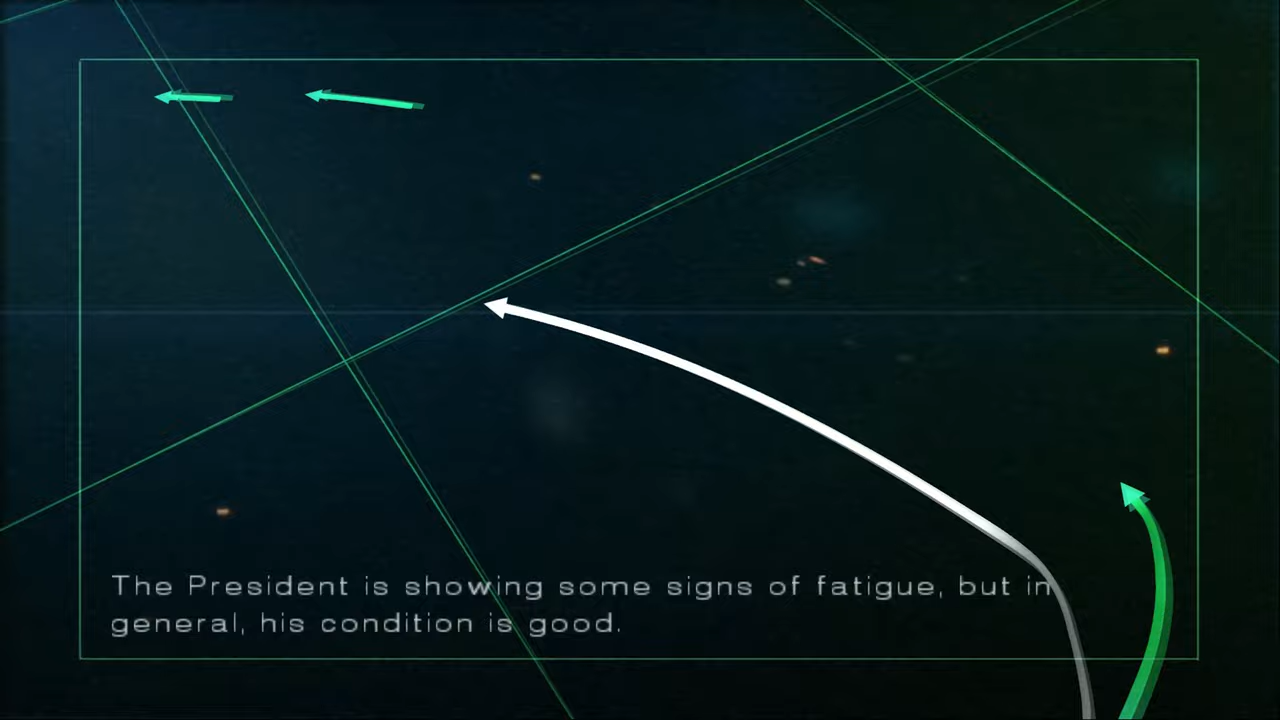 The President is showing some signs of fatigue, but in
general, his condition is good.